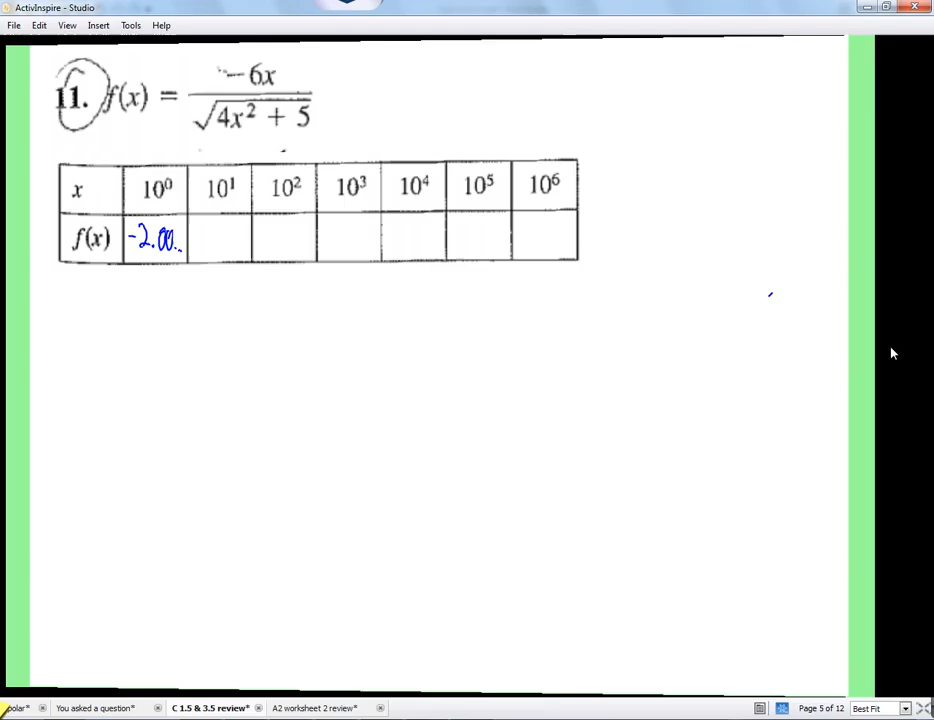 ActivInspire - Studio
File Edit View Insert Tools Help
11. f(x) = −6x / √4x² + 5
x 10⁰ 10¹ 10² 10³ 10⁴ 10⁵ 10⁶
f(x) -2.00..
polar* You asked a question* C 1.5 & 3.5 review* A2 worksheet 2 review* Page 5 of 12 Best Fit